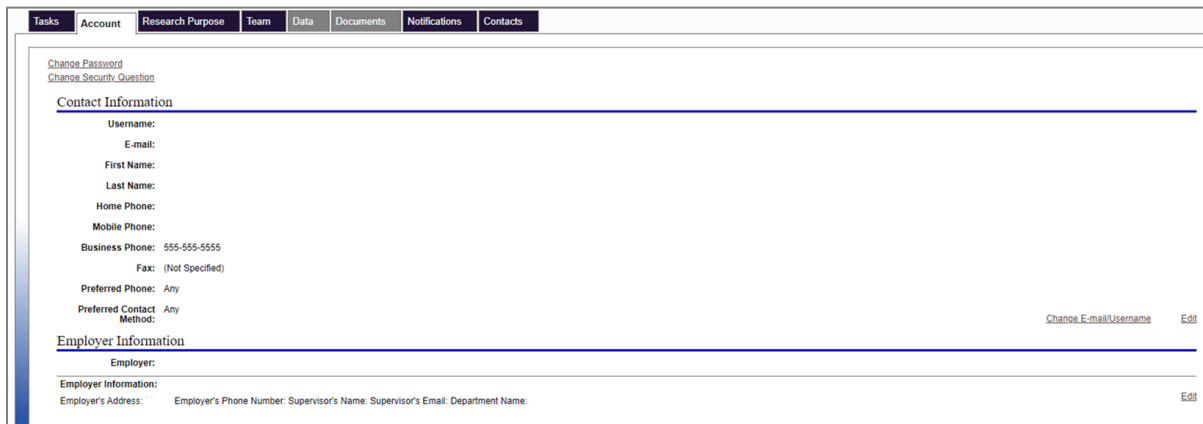 Tasks Account Research Purpose Team Data Documents Notifications Contacts
Change Password
Change Security Question
Contact Information
Username:
E-mail:
First Name:
Last Name:
Home Phone:
Mobile Phone:
Business Phone: 555-555-5555
Fax: (Not Specified)
Preferred Phone: Any
Preferred Contact Any
Method:
Change E-mail/Username Edit
Employer Information
Employer:
Employer Information:
Employer's Address: Employer's Phone Number: Supervisor's Name: Supervisor's Email: Department Name:
Edit